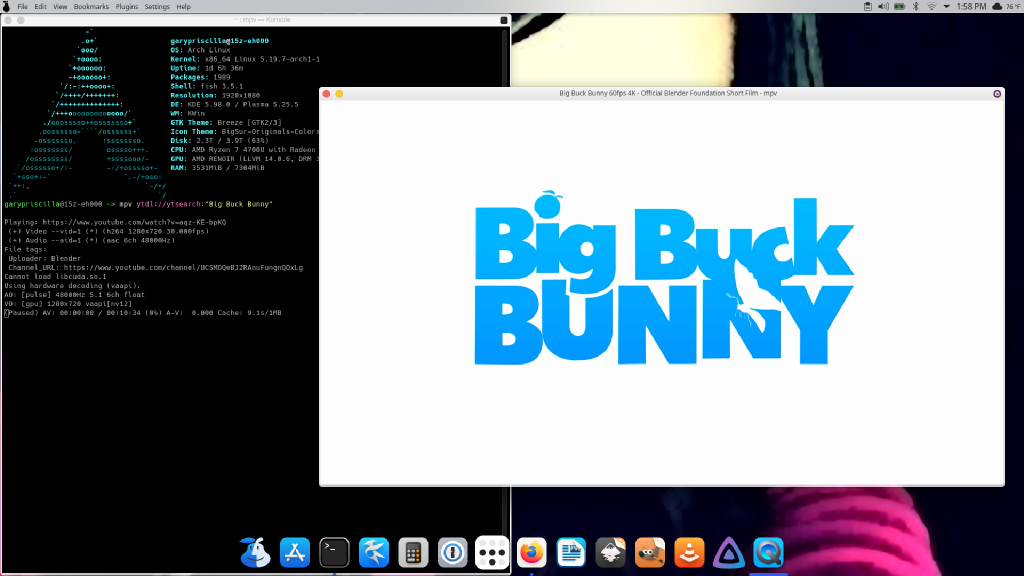 File Edit View Bookmarks Plugins Settings Help
1:58 PM 76 °F
~ : mpv — Konsole
garypriscilla@15z-eh000
OS: Arch Linux
Kernel: x86_64 Linux 5.19.7-arch1-1
Uptime: 1d 6h 36m
Packages: 1989
Shell: fish 3.5.1
Resolution: 1920x1080
DE: KDE 5.98.0 / Plasma 5.25.5
WM: KWin
GTK Theme: Breeze [GTK2/3]
Icon Theme: BigSur-Originals-Colors
Disk: 2.3T / 3.9T (63%)
CPU: AMD Ryzen 7 4700U with Radeon
GPU: AMD RENOIR (LLVM 14.0.6, DRM 3
RAM: 3531MiB / 7304MiB
garypriscilla@15z-eh000 ~> mpv ytdl://ytsearch:"Big Buck Bunny"
Playing: https://www.youtube.com/watch?v=aqz-KE-bpKQ
(+) Video --vid=1 (*) (h264 1280x720 30.000fps)
(+) Audio --aid=1 (*) (aac 6ch 48000Hz)
File tags:
Uploader: Blender
Channel_URL: https://www.youtube.com/channel/UCSMOQeBJ2RAnuFungnQOxLg
Cannot load libcuda.so.1
Using hardware decoding (vaapi).
AO: [pulse] 48000Hz 5.1 6ch float
VO: [gpu] 1280x720 vaapi[nv12]
(Paused) AV: 00:00:00 / 00:10:34 (0%) A-V: 0.000 Cache: 9.1s/1MB
Big Buck Bunny 60fps 4K - Official Blender Foundation Short Film - mpv
Big Buck
BUNNY